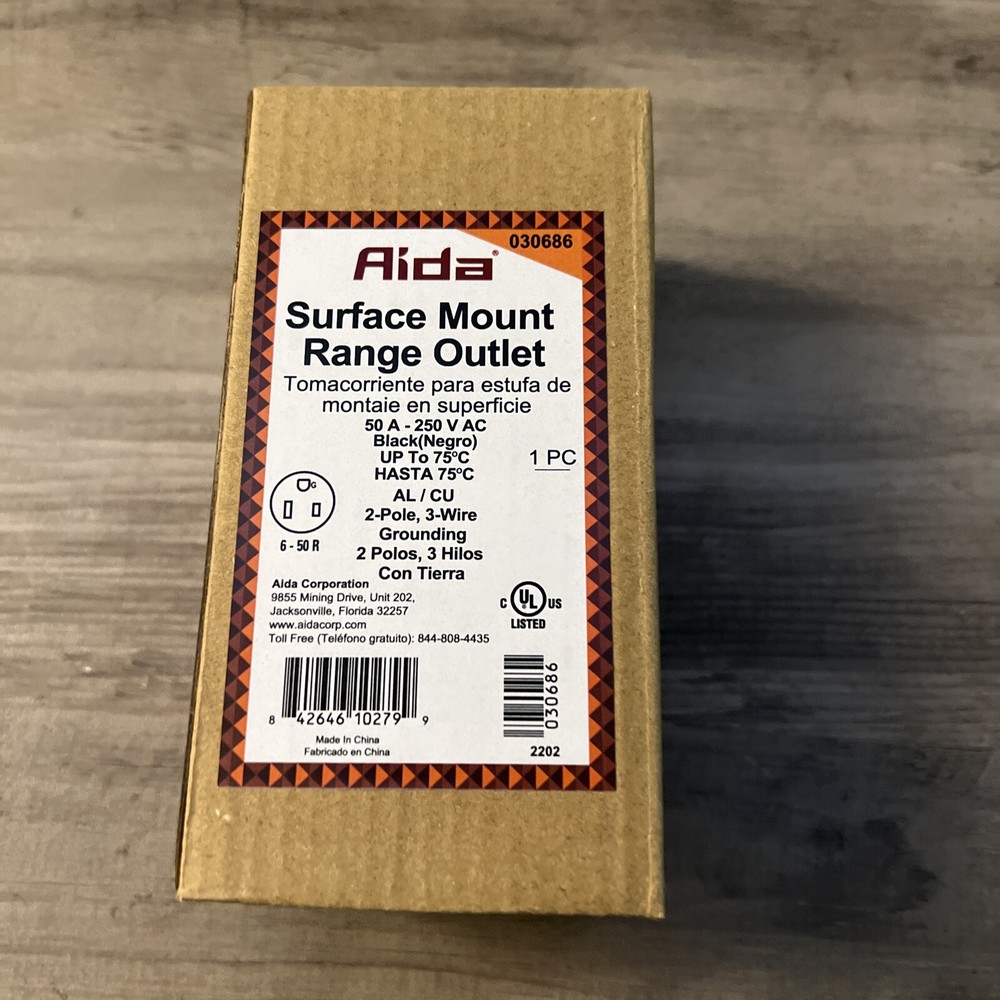 030686
Aida®
Surface Mount
Range Outlet
Tomacorriente para estufa de
montaie en superficie
50 A - 250 V AC
Black(Negro)
UP To 75ºC
HASTA 75ºC
1 PC
AL / CU
2-Pole, 3-Wire
Grounding
2 Polos, 3 Hilos
Con Tierra
G
6 - 50 R
Aida Corporation
9855 Mining Drive, Unit 202,
Jacksonville, Florida 32257
www.aidacorp.com
Toll Free (Teléfono gratuito): 844-808-4435
C UL US
LISTED
8 42646 10279 9
030686
Made In China
Fabricado en China
2202